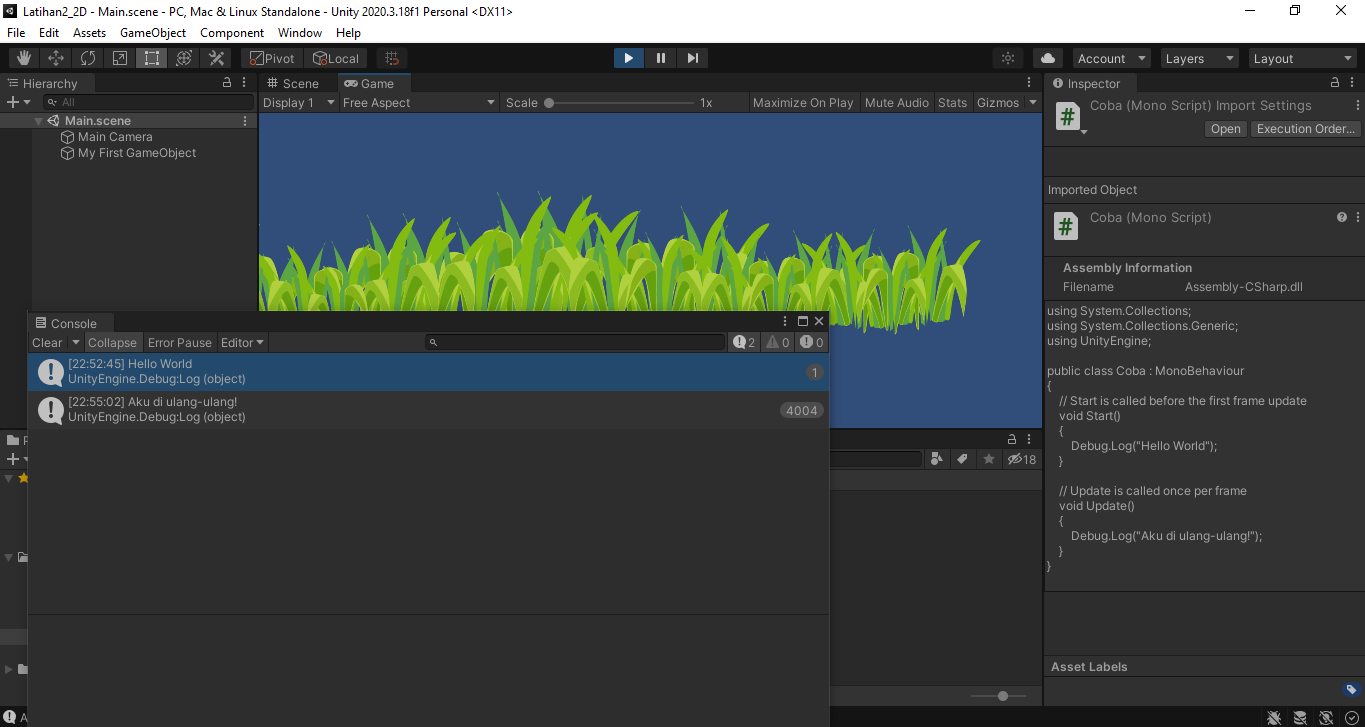 Latihan2_2D - Main.scene - PC, Mac & Linux Standalone - Unity 2020.3.18f1 Personal <DX11>
File Edit Assets GameObject Component Window Help
Pivot Local Account Layers Layout
Hierarchy
All
Main.scene
Main Camera
My First GameObject
Scene Game
Display 1 Free Aspect Scale 1x Maximize On Play Mute Audio Stats Gizmos
Inspector
Coba (Mono Script) Import Settings
Open Execution Order...
Imported Object
Coba (Mono Script)
Assembly Information
Filename Assembly-CSharp.dll
using System.Collections;
using System.Collections.Generic;
using UnityEngine;
public class Coba : MonoBehaviour
{
// Start is called before the first frame update
void Start()
{
Debug.Log("Hello World");
}
// Update is called once per frame
void Update()
{
Debug.Log("Aku di ulang-ulang!");
}
}
Asset Labels
Console
Clear Collapse Error Pause Editor 2 0 0
[22:52:45] Hello World
UnityEngine.Debug:Log (object)
1
[22:55:02] Aku di ulang-ulang!
UnityEngine.Debug:Log (object)
4004
18